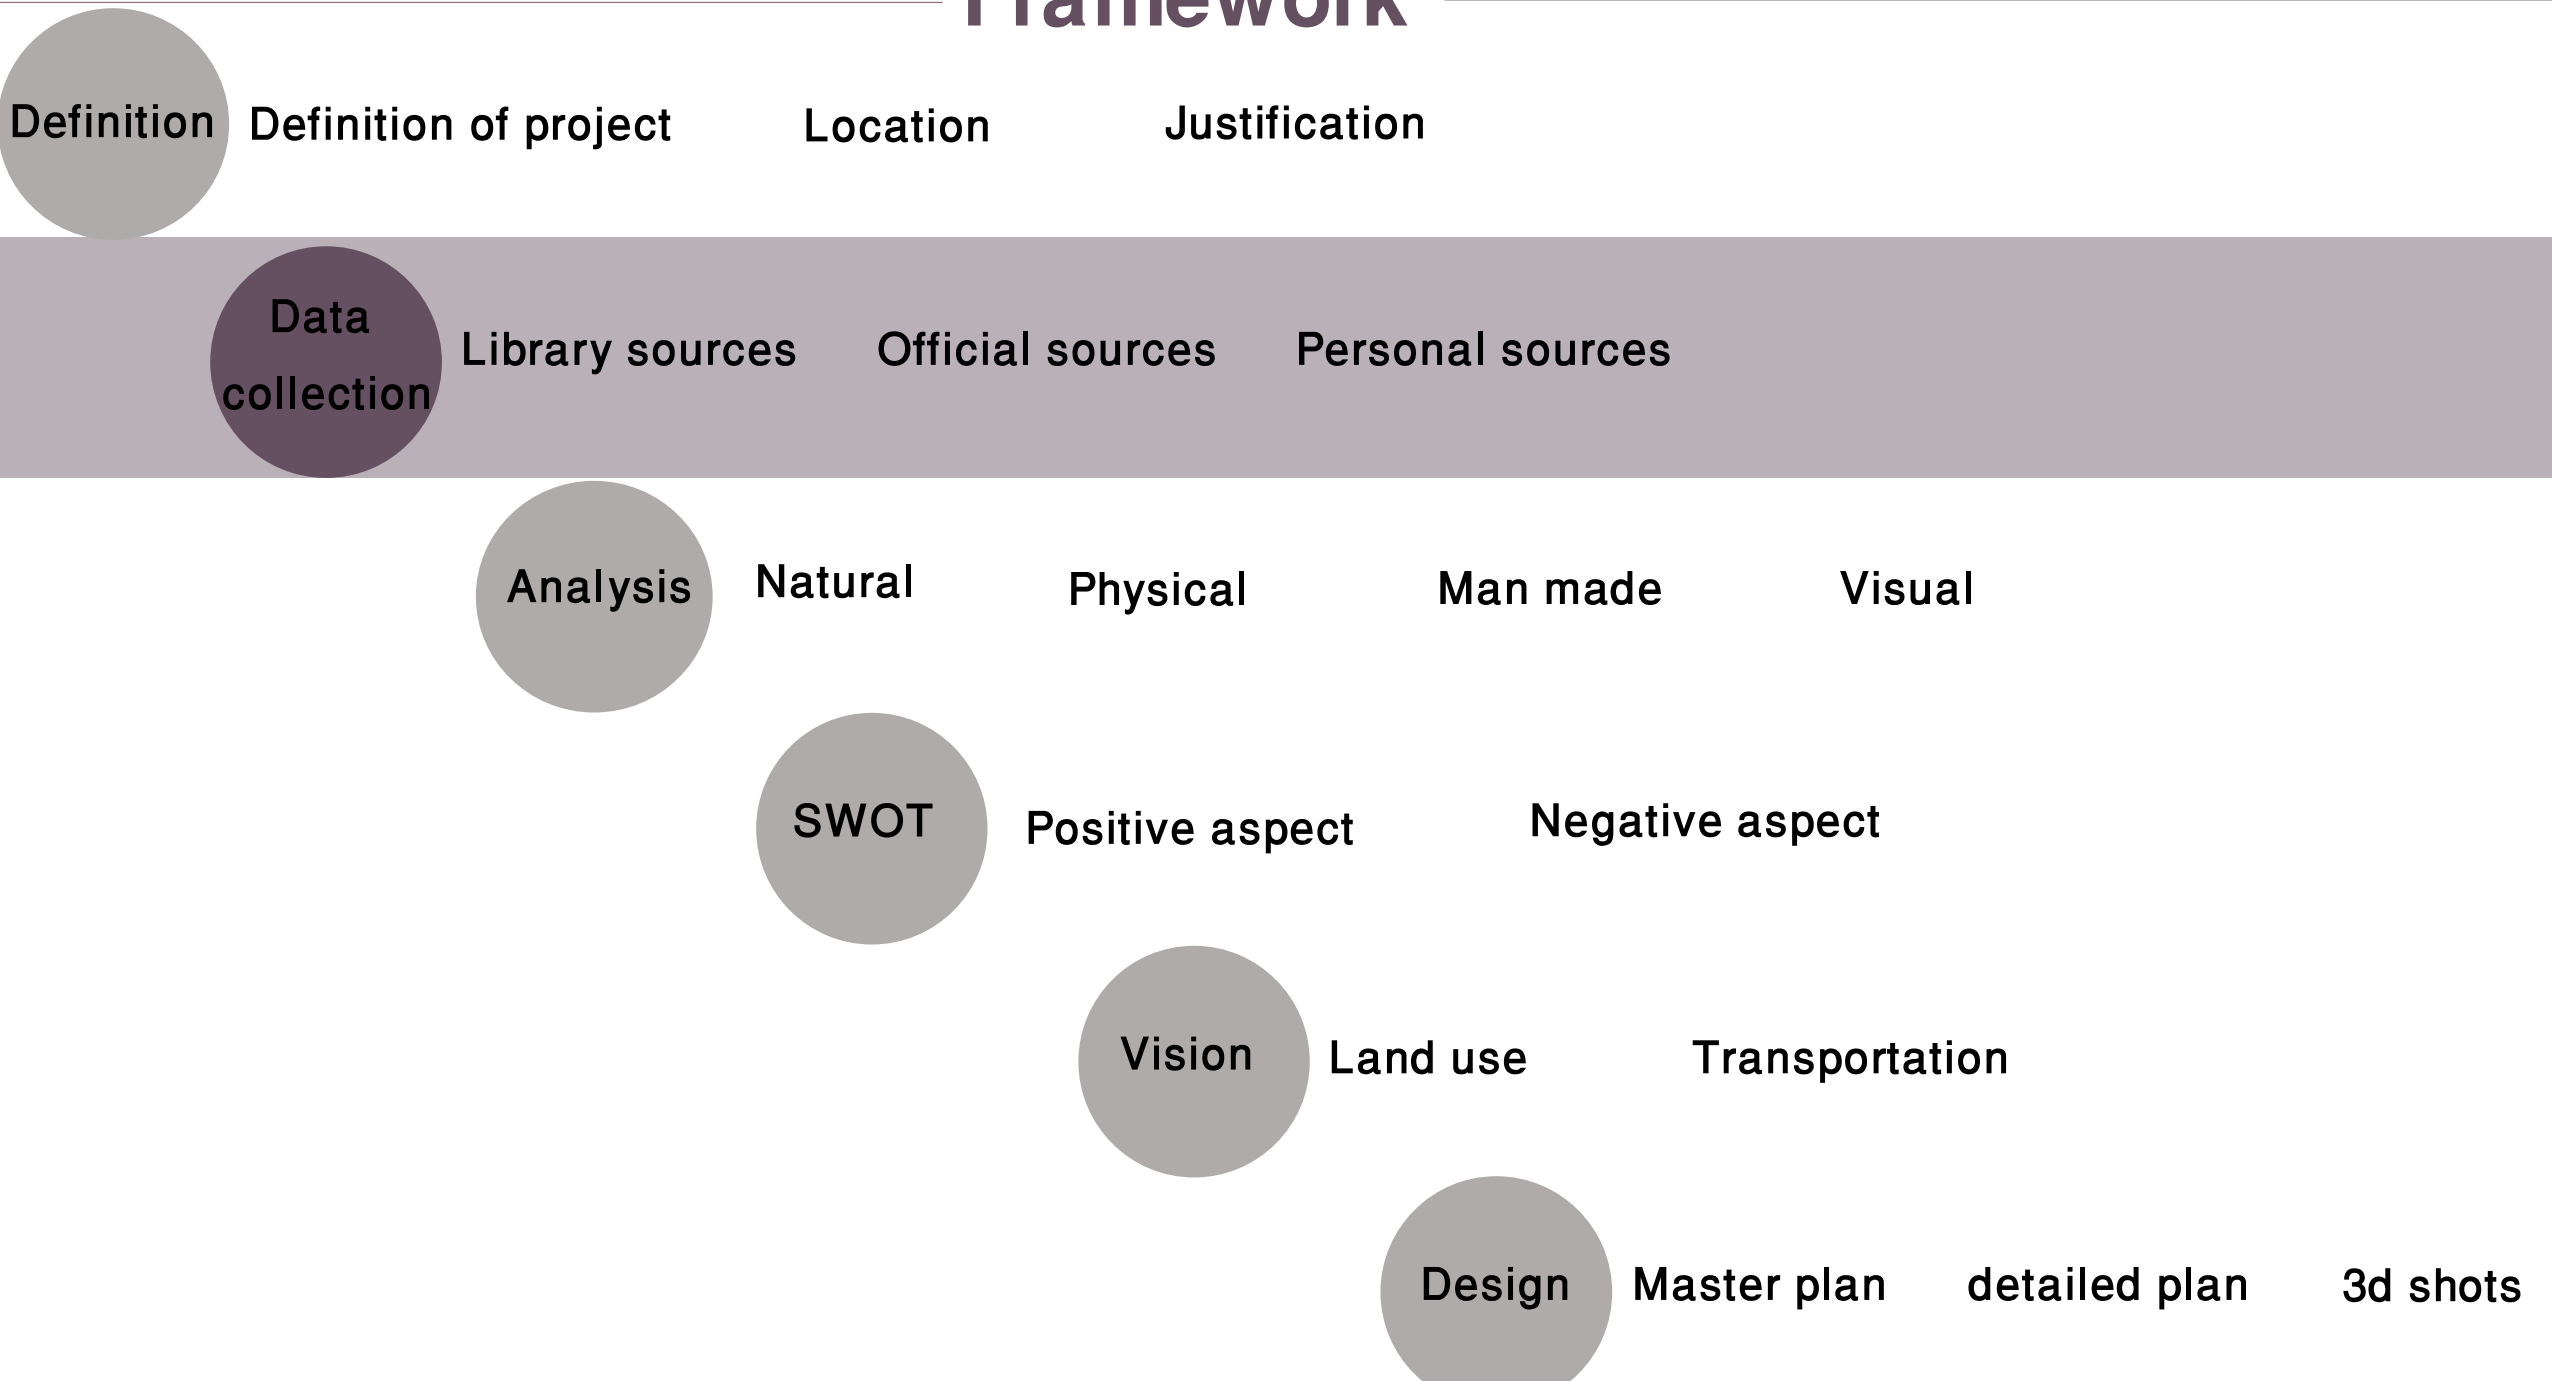 Framework
Definition
Definition of project
Location
Justification
Data
collection
Library sources
Official sources
Personal sources
Analysis
Natural
Physical
Man made
Visual
SWOT
Positive aspect
Negative aspect
Vision
Land use
Transportation
Design
Master plan
detailed plan
3d shots